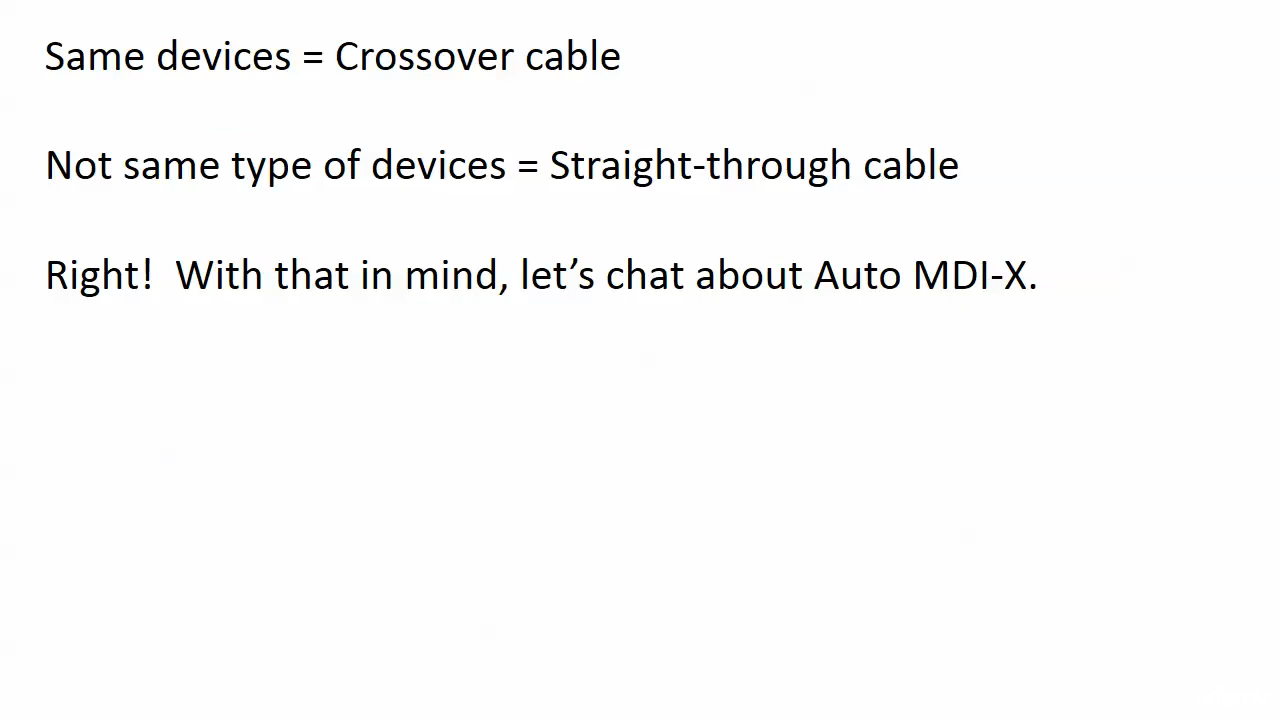 Same devices = Crossover cable
Not same type of devices = Straight-through cable
Right!  With that in mind, let’s chat about Auto MDI-X.